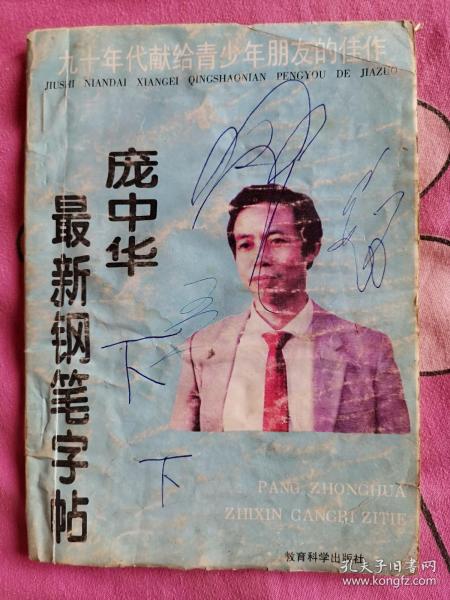 九十年代献给青少年朋友的佳作
JIUSHI NIANDAI XIANGEI QINGSHAONIAN PENGYOU DE JIAZUO
庞中华
最新钢笔字帖
下
下
PANG ZHONGHUA
ZHIXIN GANGBI ZITIE
教育科学出版社
孔夫子旧书网
www.kongfz.com